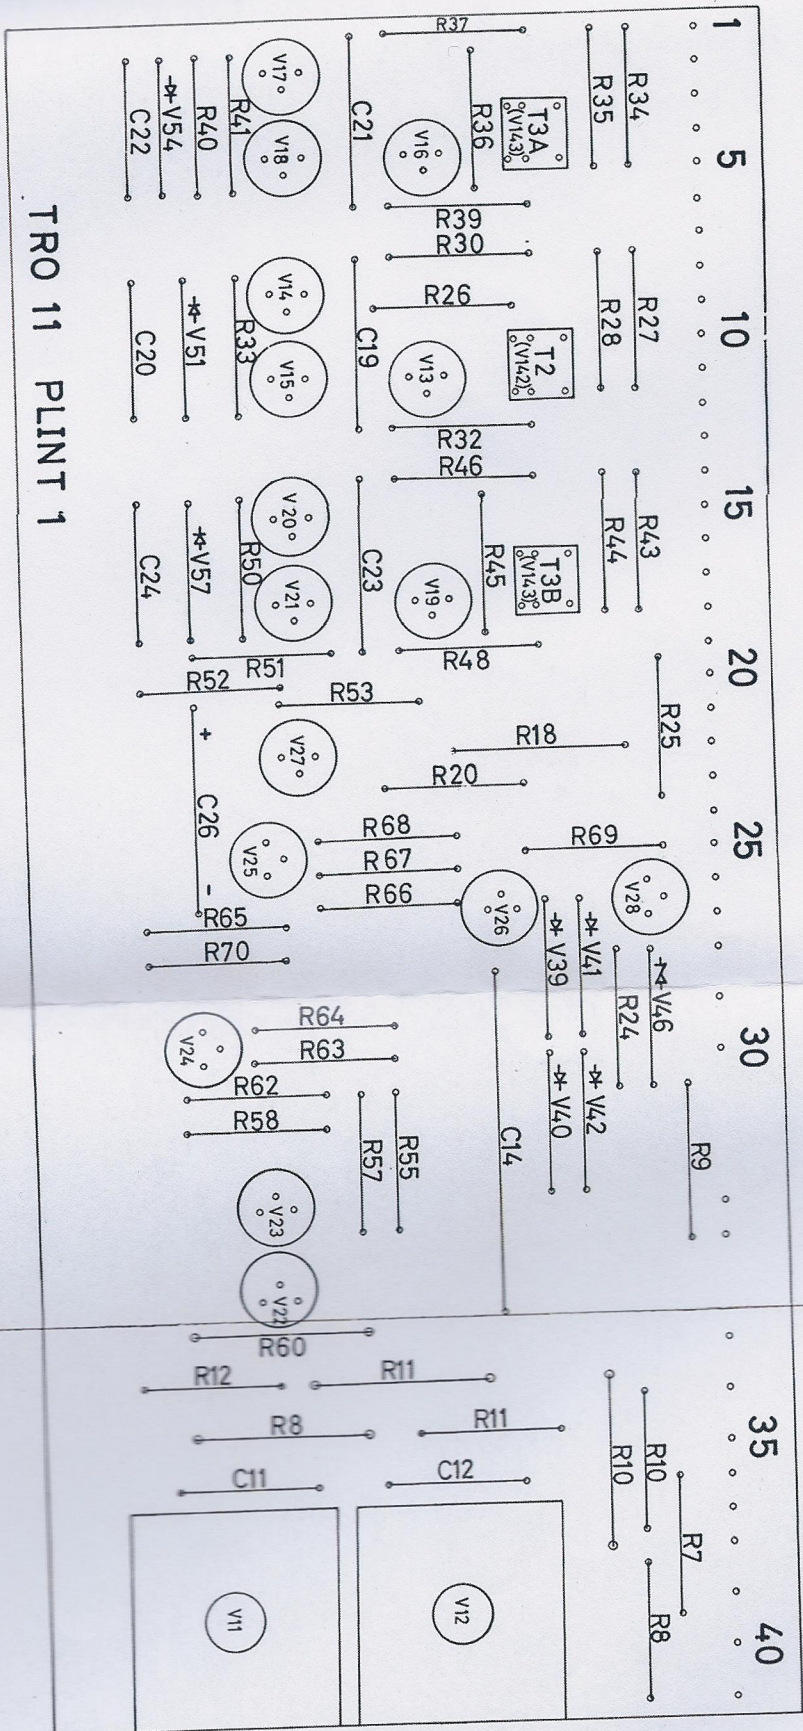 1
5
10
15
20
25
30
35
40
R37
R34
R35
T3A
(V143)
R36
V16
C21
V17
V18
R41
R40
V54
C22
R39
R30
R27
R28
R26
T2
(V142)
V13
C19
V14
V15
R33
V51
C20
R32
R46
R43
R44
T3B
(V143)
R45
V19
C23
V20
V21
R50
V57
C24
R48
R51
R52
R53
R25
R18
R20
V27
+
C26
-
V25
R68
R67
R66
R69
V28
V26
R65
R70
V41
V39
V46
R24
R64
R63
V24
R62
R58
V42
V40
C14
R9
R55
R57
V23
V22
R60
R12
R11
R8
R11
C11
C12
R10
R10
R7
R8
V11
V12
TRO 11 PLINT 1